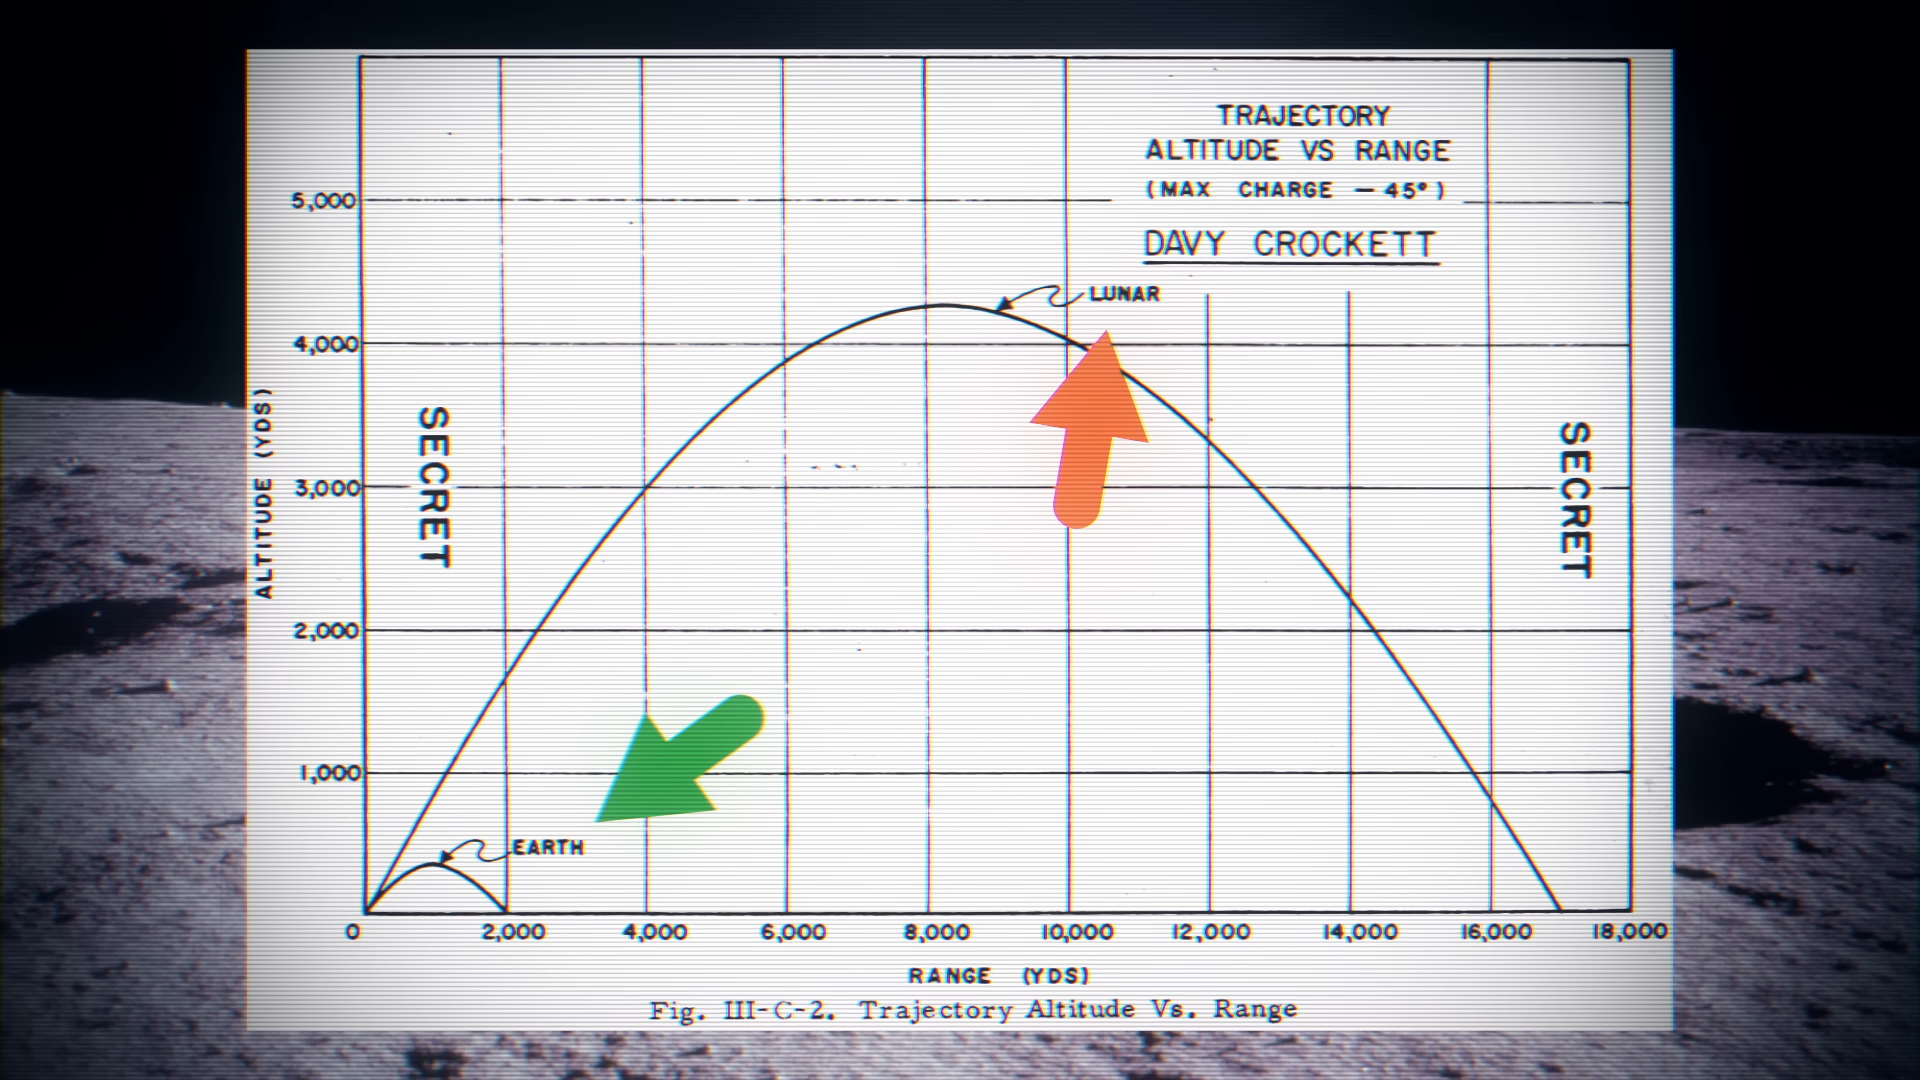 TRAJECTORY
ALTITUDE VS RANGE
(MAX CHARGE — 45°)
DAVY CROCKETT
5,000
LUNAR
4,000
ALTITUDE (YDS)
SECRET
SECRET
3,000
2,000
1,000
EARTH
0 2,000 4,000 6,000 8,000 10,000 12,000 14,000 16,000 18,000
RANGE (YDS)
Fig. III-C-2. Trajectory Altitude Vs. Range